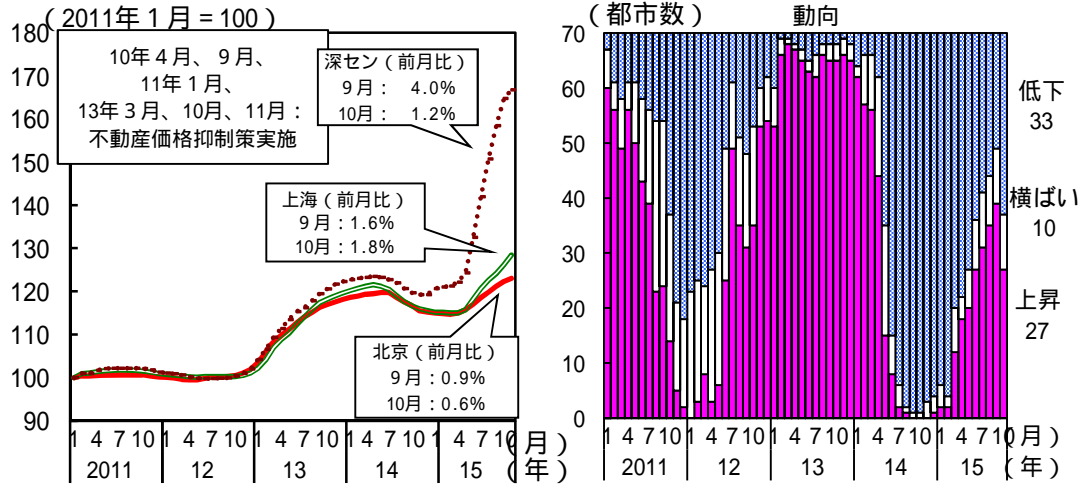 (2011年1月=100)
180
170
160
150
140
130
120
110
100
90
10年4月、9月、
11年1月、
13年3月、10月、11月:
不動産価格抑制策実施
深セン(前月比)
9月: 4.0%
10月: 1.2%
上海(前月比)
9月:1.6%
10月:1.8%
北京(前月比)
9月:0.9%
10月:0.6%
1 4 7 10 1 4 7 10 1 4 7 10 1 4 7 10 1 4 7 10 (月)
2011 12 13 14 15 (年)
(都市数) 動向
70
60
50
40
30
20
10
0
低下
33
横ばい
10
上昇
27
1 4 7 10 1 4 7 10 1 4 7 10 1 4 7 10 1 4 7 10 (月)
2011 12 13 14 15 (年)